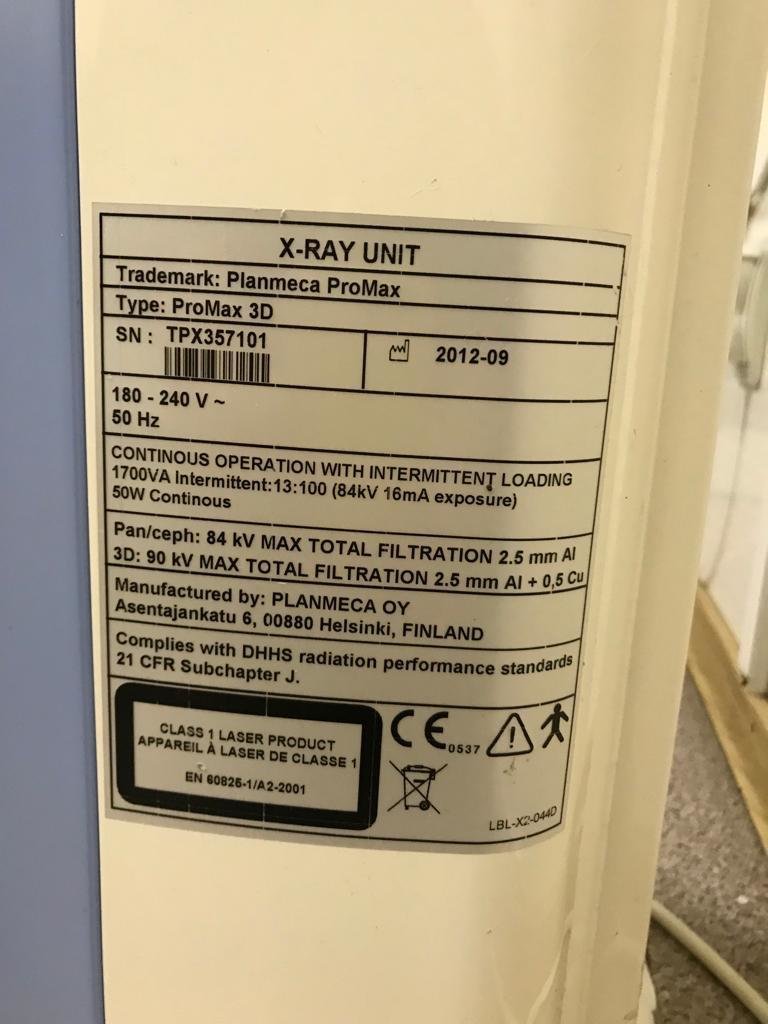 X-RAY UNIT
Trademark: Planmeca ProMax
Type: ProMax 3D
SN : TPX357101
2012-09
180 - 240 V ~
50 Hz
CONTINOUS OPERATION WITH INTERMITTENT LOADING
1700VA Intermittent:13:100 (84kV 16mA exposure)
50W Continous
Pan/ceph: 84 kV MAX TOTAL FILTRATION 2.5 mm Al
3D: 90 kV MAX TOTAL FILTRATION 2.5 mm Al + 0,5 Cu
Manufactured by: PLANMECA OY
Asentajankatu 6, 00880 Helsinki, FINLAND
Complies with DHHS radiation performance standards
21 CFR Subchapter J.
CLASS 1 LASER PRODUCT
APPAREIL À LASER DE CLASSE 1
EN 60825-1/A2-2001
CE 0537
LBL-X2-044D